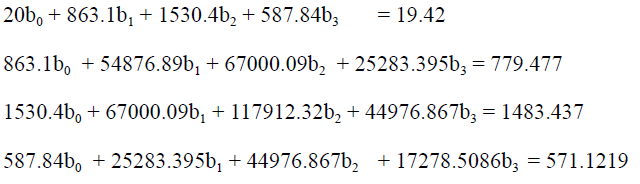 20b₀ + 863.1b₁ + 1530.4b₂ + 587.84b₃ = 19.42
863.1b₀ + 54876.89b₁ + 67000.09b₂ + 25283.395b₃ = 779.477
1530.4b₀ + 67000.09b₁ + 117912.32b₂ + 44976.867b₃ = 1483.437
587.84b₀ + 25283.395b₁ + 44976.867b₂ + 17278.5086b₃ = 571.1219